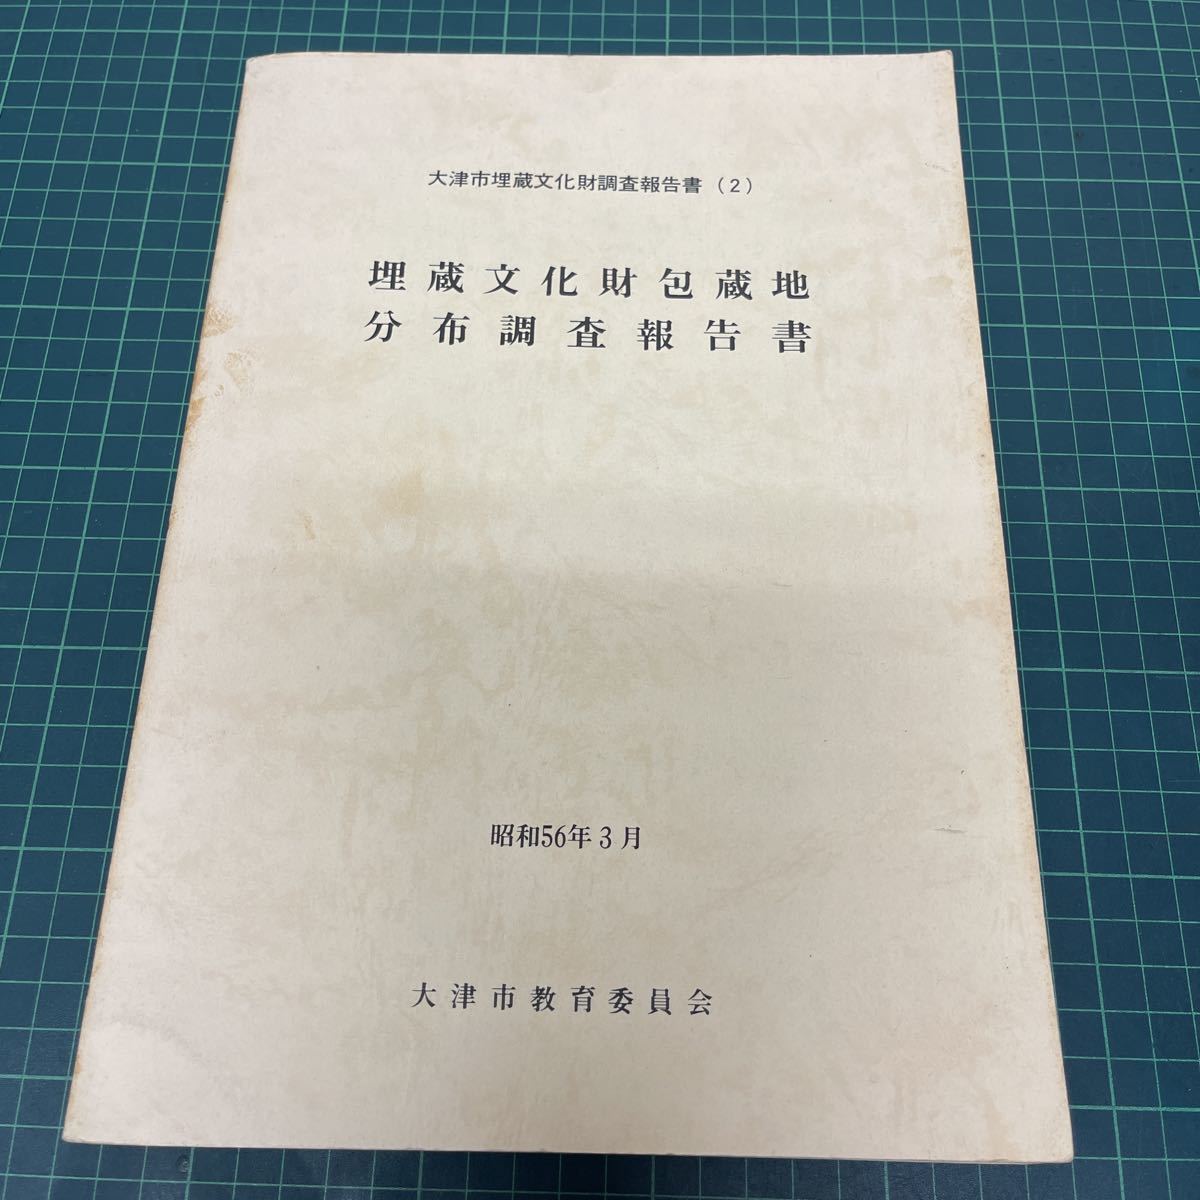 大津市埋蔵文化財調査報告書（2）
埋蔵文化財包蔵地
分布調査報告書
昭和56年3月
大津市教育委員会